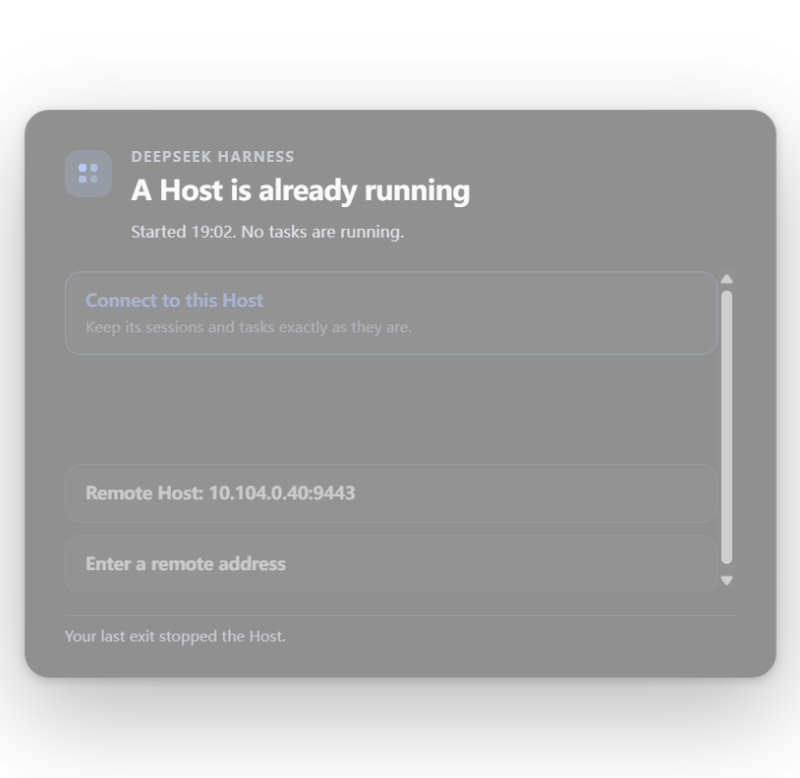 DEEPSEEK HARNESS
A Host is already running
Started 19:02. No tasks are running.
Connect to this Host
Keep its sessions and tasks exactly as they are.
Remote Host: 10.104.0.40:9443
Enter a remote address
Your last exit stopped the Host.